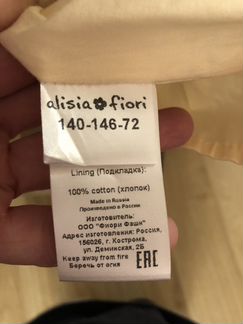 alisia fiori
140-146-72
Lining (Подкладка):
100% cotton (хлопок)
Made in Russia
Произведено в России
Изготовитель:
ООО "Фиори Фаши"
Адрес изготовления: Россия,
156026, г. Кострома,
ул. Деминская, 2Б
Keep away from fire
Беречь от огня
EAC